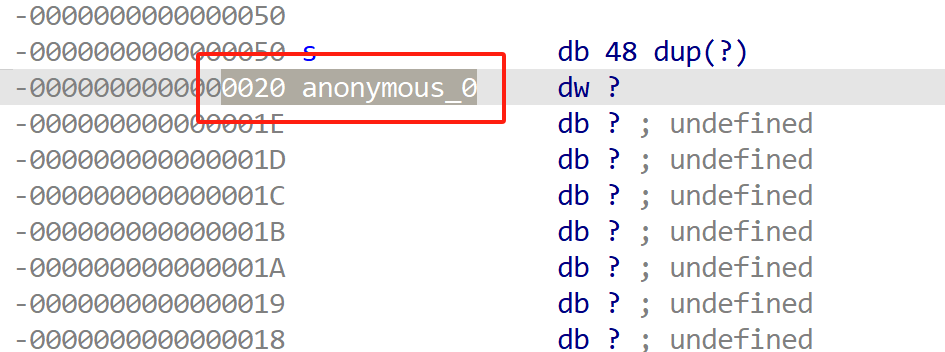 -0000000000000050
-0000000000000050 s db 48 dup(?)
-0000000000000020 anonymous_0 dw ?
-000000000000001E db ? ; undefined
-000000000000001D db ? ; undefined
-000000000000001C db ? ; undefined
-000000000000001B db ? ; undefined
-000000000000001A db ? ; undefined
-0000000000000019 db ? ; undefined
-0000000000000018 db ? ; undefined